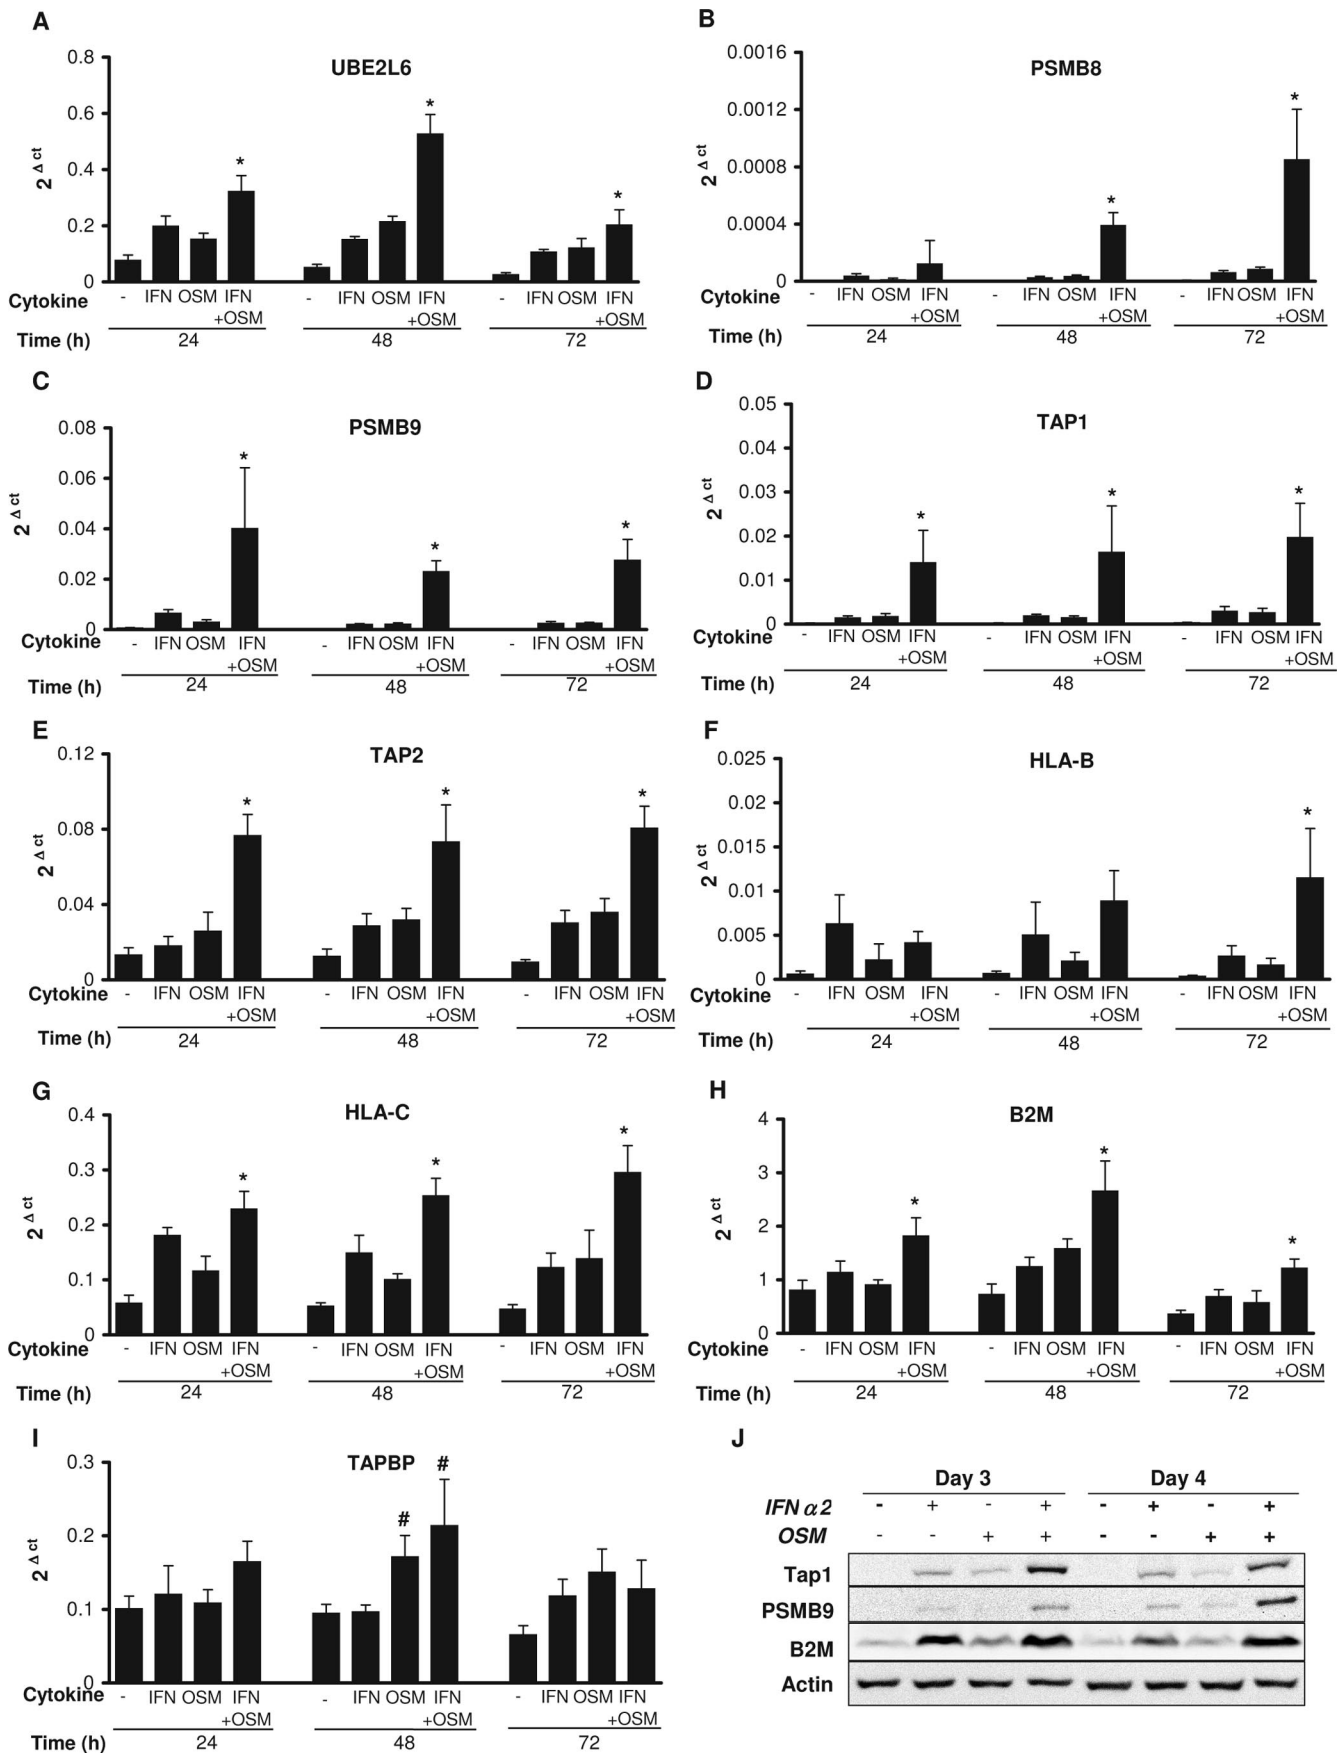 A
UBE2L6
0.8
0.6
0.4
0.2
0
2 Δ ct
*
*
*
Cytokine - IFN OSM IFN - IFN OSM IFN - IFN OSM IFN
+OSM +OSM +OSM
Time (h) 24 48 72
B
PSMB8
0.0016
0.0012
0.0008
0.0004
0
2 Δ ct
*
*
Cytokine - IFN OSM IFN - IFN OSM IFN - IFN OSM IFN
+OSM +OSM +OSM
Time (h) 24 48 72
C
PSMB9
0.08
0.06
0.04
0.02
0
2 Δ ct
*
*
*
Cytokine - IFN OSM IFN - IFN OSM IFN - IFN OSM IFN
+OSM +OSM +OSM
Time (h) 24 48 72
D
TAP1
0.05
0.04
0.03
0.02
0.01
0
2 Δ ct
*
*
*
Cytokine - IFN OSM IFN - IFN OSM IFN - IFN OSM IFN
+OSM +OSM +OSM
Time (h) 24 48 72
E
TAP2
0.12
0.08
0.04
0
2 Δ ct
*
*
*
Cytokine - IFN OSM IFN - IFN OSM IFN - IFN OSM IFN
+OSM +OSM +OSM
Time (h) 24 48 72
F
HLA-B
0.025
0.02
0.015
0.01
0.005
0
2 Δ ct
*
Cytokine - IFN OSM IFN - IFN OSM IFN - IFN OSM IFN
+OSM +OSM +OSM
Time (h) 24 48 72
G
HLA-C
0.4
0.3
0.2
0.1
0
2 Δ ct
*
*
*
Cytokine - IFN OSM IFN - IFN OSM IFN - IFN OSM IFN
+OSM +OSM +OSM
Time (h) 24 48 72
H
B2M
4
3
2
1
0
2 Δ ct
*
*
*
Cytokine - IFN OSM IFN - IFN OSM IFN - IFN OSM IFN
+OSM +OSM +OSM
Time (h) 24 48 72
I
TAPBP
0.3
0.2
0.1
0
2 Δ ct
#
#
Cytokine - IFN OSM IFN - IFN OSM IFN - IFN OSM IFN
+OSM +OSM +OSM
Time (h) 24 48 72
J
Day 3 Day 4
IFN α2 - + - + - + - +
OSM - - + + - - + +
Tap1
PSMB9
B2M
Actin